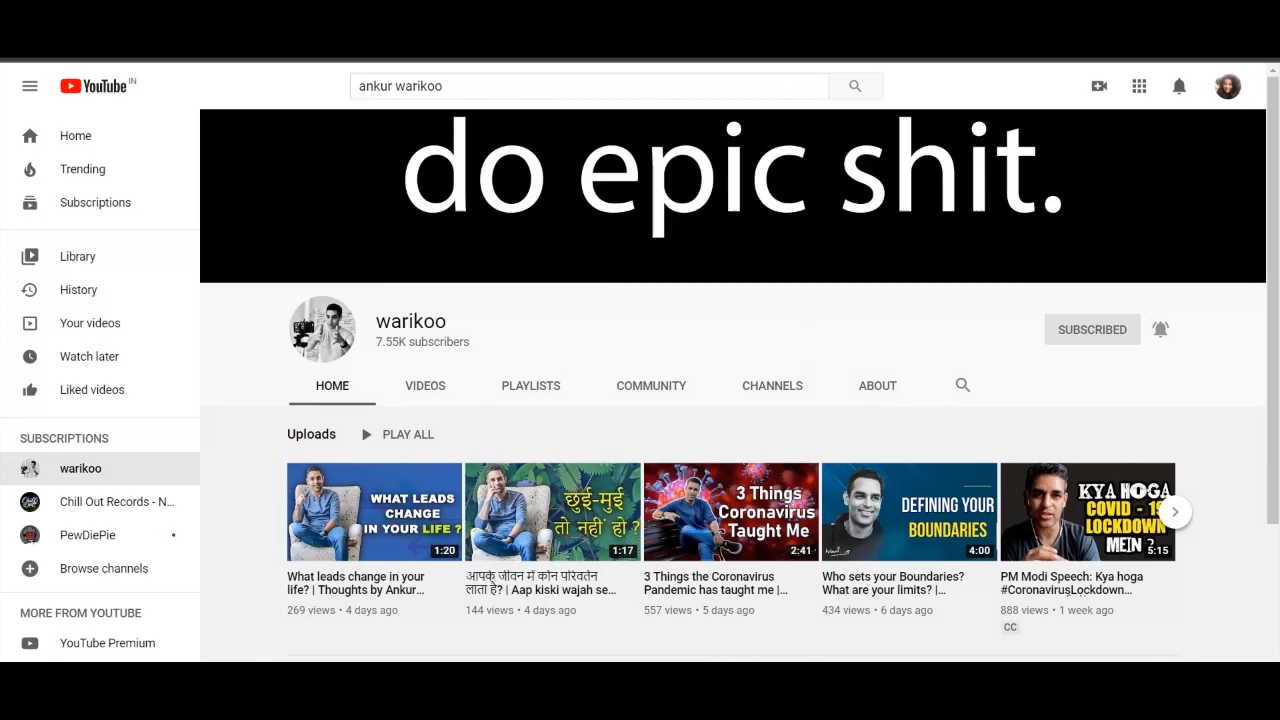 YouTube IN
ankur warikoo
Home
Trending
Subscriptions
Library
History
Your videos
Watch later
Liked videos
SUBSCRIPTIONS
warikoo
Chill Out Records - N...
PewDiePie
Browse channels
MORE FROM YOUTUBE
YouTube Premium
do epic shit.
warikoo
7.55K subscribers
SUBSCRIBED
HOME VIDEOS PLAYLISTS COMMUNITY CHANNELS ABOUT
Uploads PLAY ALL
WHAT LEADS
CHANGE
IN YOUR LIFE ?
1:20
What leads change in your
life? | Thoughts by Ankur...
269 views • 4 days ago
छुई-मुई
तो नहीं हो ?
1:17
आपके जीवन में कौन परिवर्तन
लाता है? | Aap kiski wajah se...
144 views • 4 days ago
3 Things
Coronavirus
Taught Me
2:41
3 Things the Coronavirus
Pandemic has taught me |...
557 views • 5 days ago
DEFINING YOUR
BOUNDARIES
4:00
Who sets your Boundaries?
What are your limits? |...
434 views • 6 days ago
KYA HOGA
COVID - 19
LOCKDOWN
MEIN ?
5:15
PM Modi Speech: Kya hoga
#CoronavirusLockdown...
888 views • 1 week ago
CC